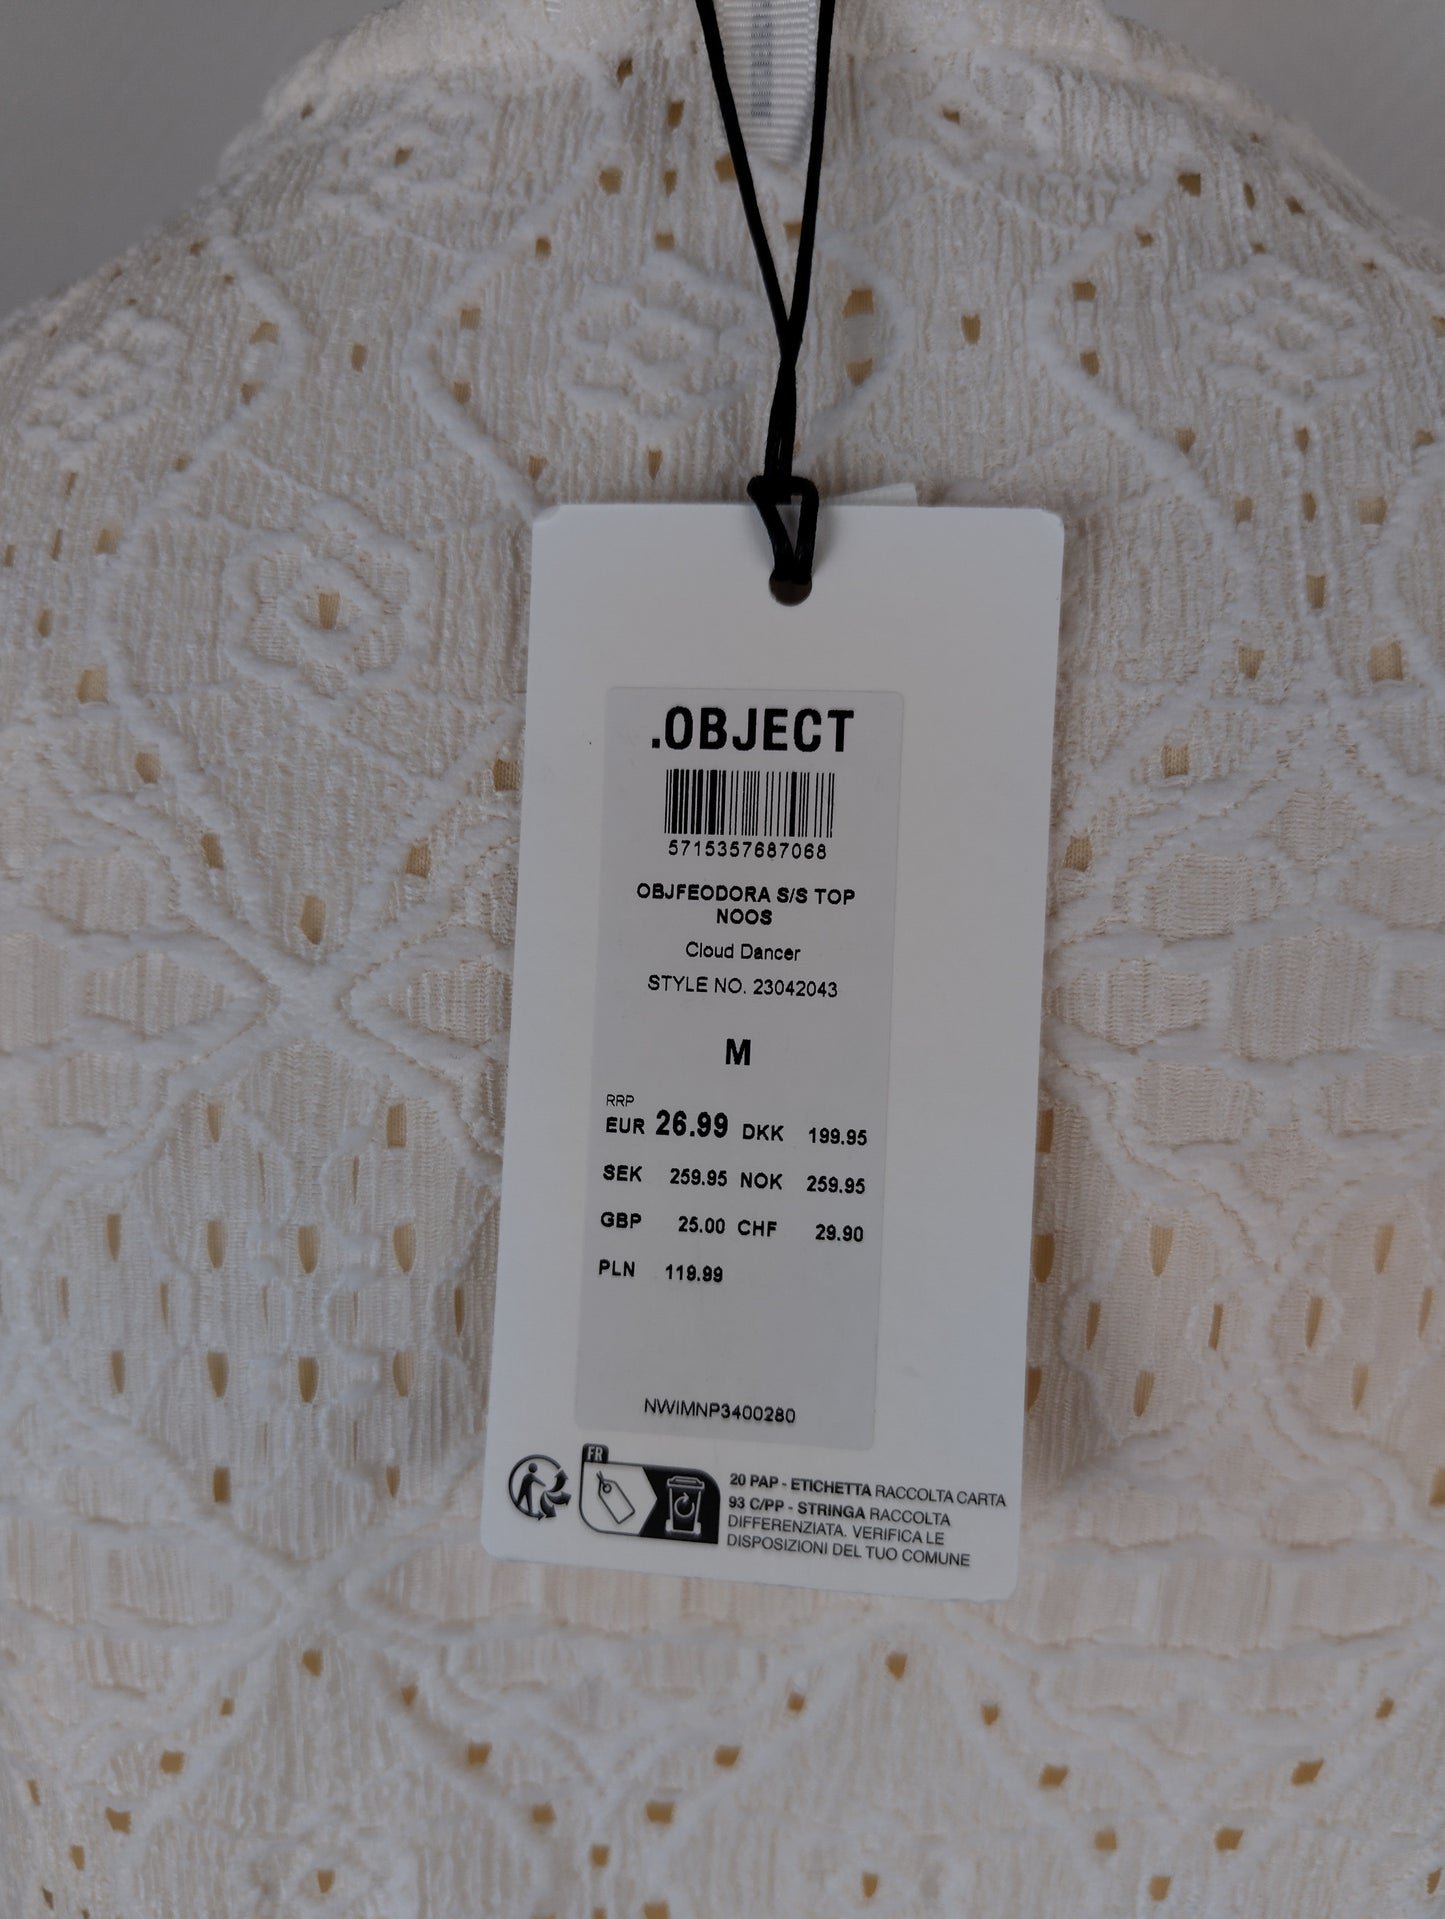 .OBJECT
5715357687068
OBJFEODORA S/S TOP
NOOS
Cloud Dancer
STYLE NO. 23042043
M
RRP
EUR 26.99 DKK 199.95
SEK 259.95 NOK 259.95
GBP 25.00 CHF 29.90
PLN 119.99
NWIMNP3400280
FR
20 PAP - ETICHETTA RACCOLTA CARTA
93 C/PP - STRINGA RACCOLTA
DIFFERENZIATA. VERIFICA LE
DISPOSIZIONI DEL TUO COMUNE